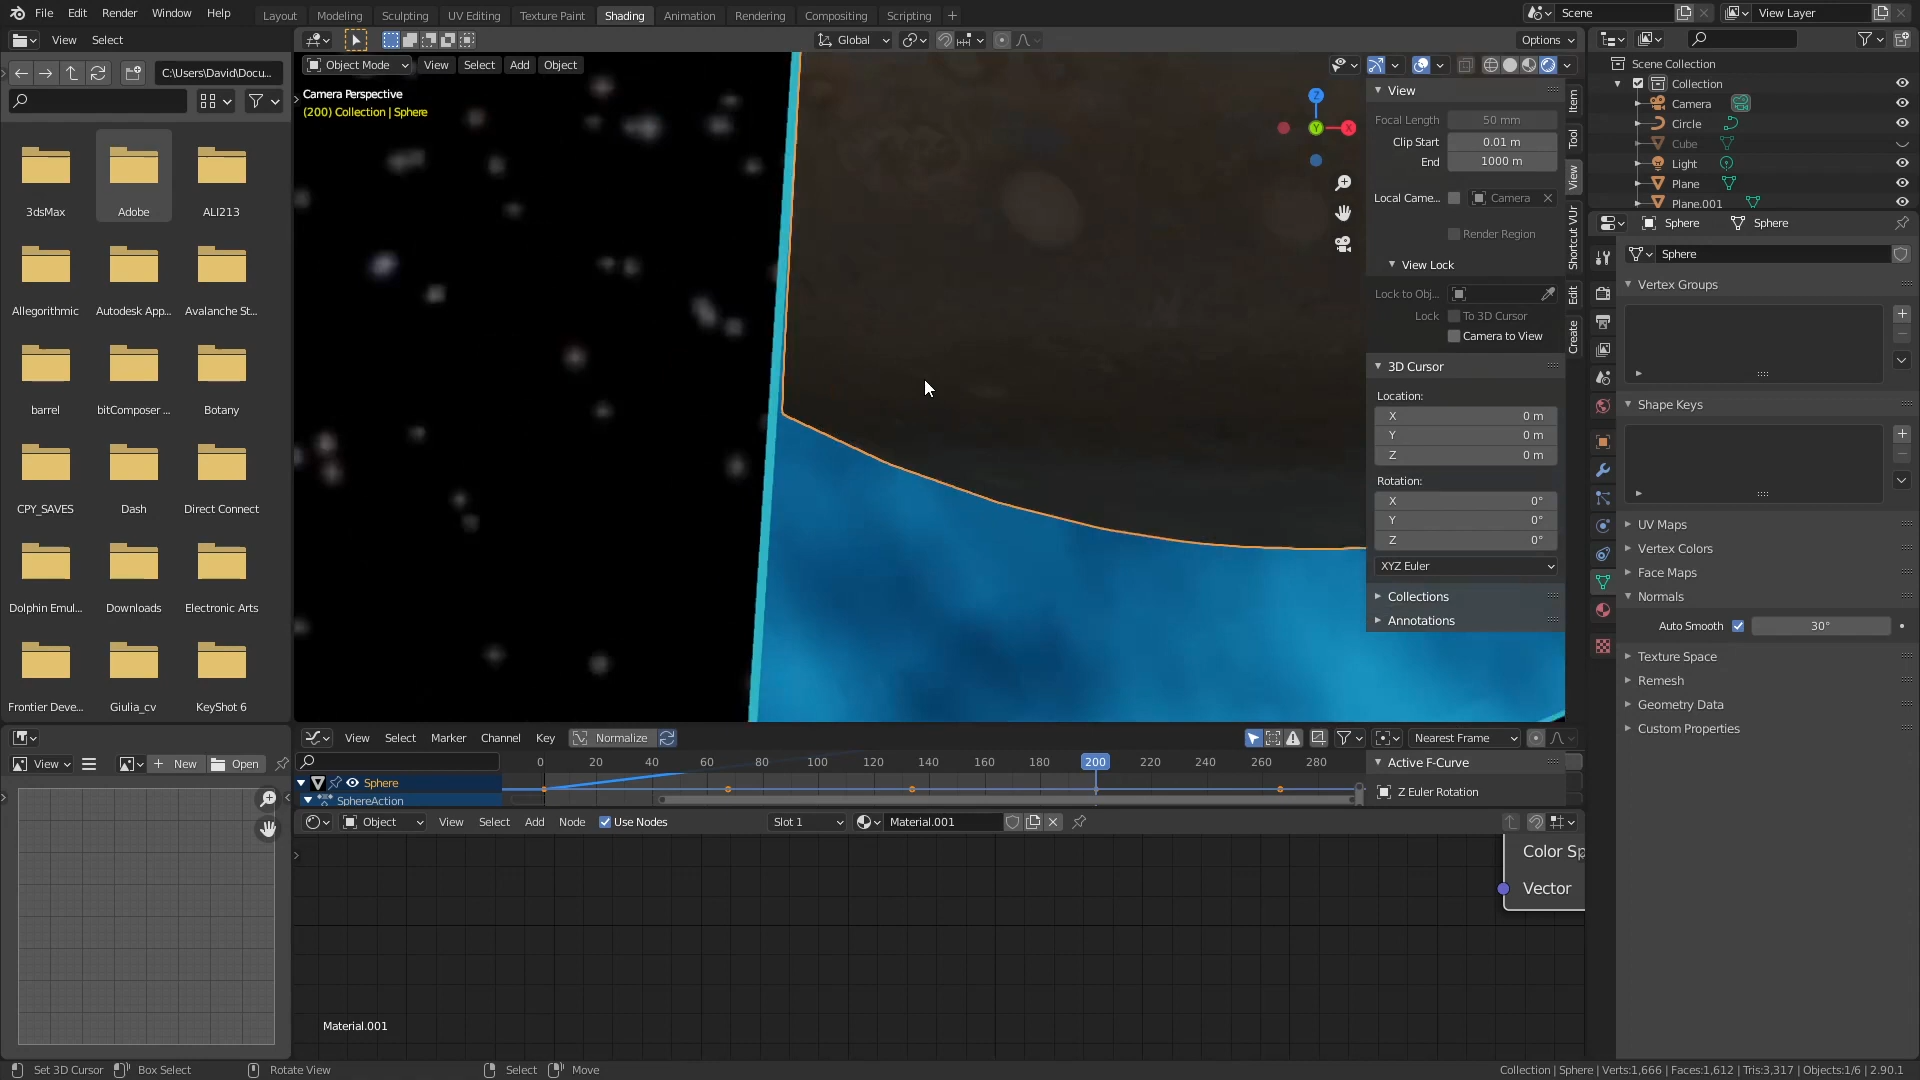 File Edit Render Window Help Layout Modeling Sculpting UV Editing Texture Paint Shading Animation Rendering Compositing Scripting + Scene View Layer
View Select Global Options
C:\Users\David\Docu...
Object Mode View Select Add Object
Camera Perspective
(200) Collection | Sphere
3dsMax Adobe ALI213
Allegorithmic Autodesk App... Avalanche St...
barrel bitComposer ... Botany
CPY_SAVES Dash Direct Connect
Dolphin Emul... Downloads Electronic Arts
Frontier Deve... Giulia_cv KeyShot 6
Z
Y
X
View
Focal Length 50 mm
Clip Start 0.01 m
End 1000 m
Local Came... Camera
Render Region
View Lock
Lock to Obj...
Lock To 3D Cursor
Camera to View
3D Cursor
Location:
X 0 m
Y 0 m
Z 0 m
Rotation:
X 0°
Y 0°
Z 0°
XYZ Euler
Collections
Annotations
Item
Tool
View
Shortcut VUr
Edit
Create
Scene Collection
Collection
Camera
Circle
Cube
Light
Plane
Plane.001
Sphere Sphere
Sphere
Vertex Groups
Shape Keys
UV Maps
Vertex Colors
Face Maps
Normals
Auto Smooth 30°
Texture Space
Remesh
Geometry Data
Custom Properties
View Select Marker Channel Key Normalize Nearest Frame
View New Open
0 20 40 60 80 100 120 140 160 180 200 220 240 260 280
Active F-Curve
Sphere
SphereAction
Z Euler Rotation
Object View Select Add Node Use Nodes Slot 1 Material.001
Color Sp
Vector
Material.001
Set 3D Cursor Box Select Rotate View Select Move Collection | Sphere | Verts:1,666 | Faces:1,612 | Tris:3,317 | Objects:1/6 | 2.90.1